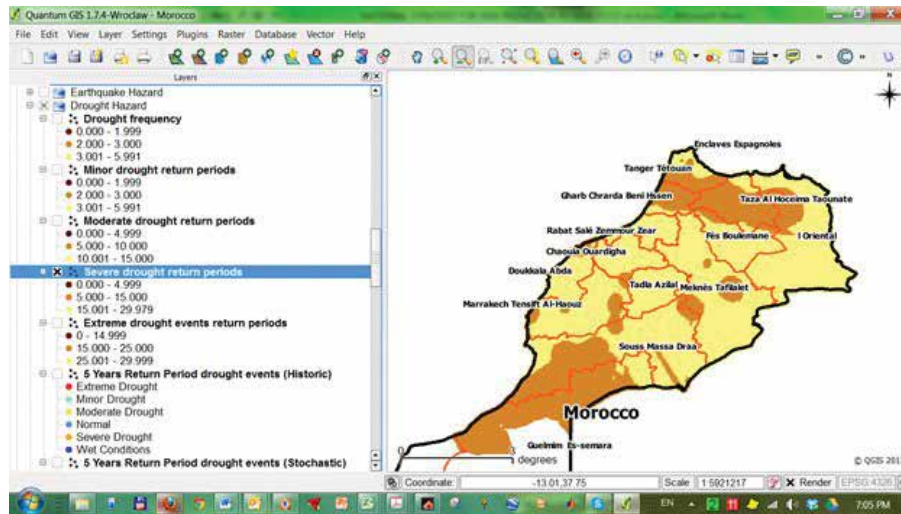 Quantum GIS 1.7.4-Wroclaw - Morocco
File Edit View Layer Settings Plugins Raster Database Vector Help
Layers
Earthquake Hazard
Drought Hazard
Drought frequency
0.000 - 1.999
2.000 - 3.000
3.001 - 5.991
Minor drought return periods
0.000 - 1.999
2.000 - 3.000
3.001 - 5.991
Moderate drought return periods
0.000 - 4.999
5.000 - 10 000
10.001 - 15.000
Severe drought return periods
0.000 - 4.999
5.000 - 15.000
15.001 - 29.979
Extreme drought events return periods
0 - 14.999
15.000 - 25.000
25.001 - 29.999
5 Years Return Period drought events (Historic)
Extreme Drought
Minor Drought
Moderate Drought
Normal
Severe Drought
Wet Conditions
5 Years Return Period drought events (Stochastic)
Enclaves Espagnoles
Tanger Tétouan
Gharb Chrarda Beni Hssen
Taza Al Hoceima Taounate
Rabat Salé Zemmour Zear
Fès Boulemane
l Oriental
Chaouia Ouardigha
Doukkala Abda
Tadla Azilal
Meknès Tafilalet
Marrakech Tensift Al-Haouz
Souss Massa Draa
Morocco
Guelmim Es-semara
0 3
degrees
© QGIS 201
Coordinate: -13.01,37.75 Scale 1:5921217 Render EPSG:4326
EN 7:05 PM